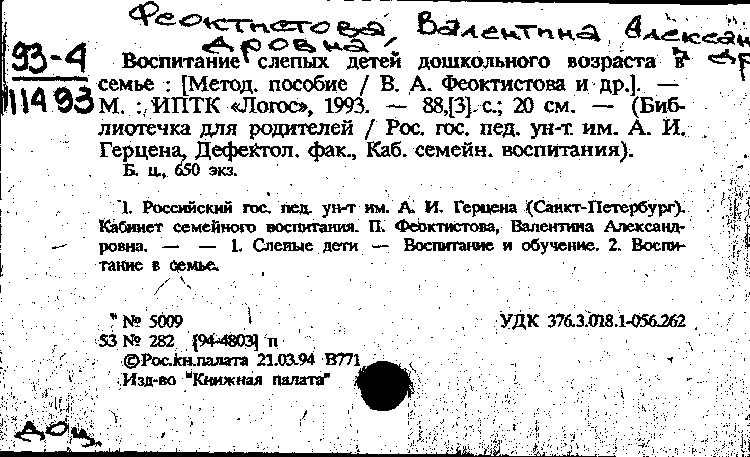 Феоктистова, Валентина Алексан
дровна,
93-4
11493
Воспитание слепых детей дошкольного возраста в
семье : [Метод. пособие / В. А. Феоктистова и др.]. —
М. : ИПТК «Логос», 1993. — 88,[3] с.; 20 см. — (Биб-
лиотечка для родителей / Рос. гос. пед. ун-т им. А. И.
Герцена, Дефектол. фак., Каб. семейн. воспитания).
Б. ц., 650 экз.
1. Российский гос. пед. ун-т им. А. И. Герцена (Санкт-Петербург).
Кабинет семейного воспитания. II. Феоктистова, Валентина Александ-
ровна. — — 1. Слепые дети — Воспитание и обучение. 2. Воспи-
тание в семье.
№ 5009
УДК 376.3.018.1-056.262
53 № 282 [94-4803] п
©Рос.кн.палата 21.03.94 В771
Изд-во "Книжная палата"
доц.